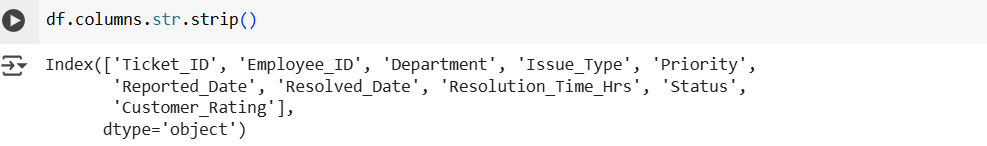 df.columns.str.strip()
Index(['Ticket_ID', 'Employee_ID', 'Department', 'Issue_Type', 'Priority',
       'Reported_Date', 'Resolved_Date', 'Resolution_Time_Hrs', 'Status',
       'Customer_Rating'],
      dtype='object')